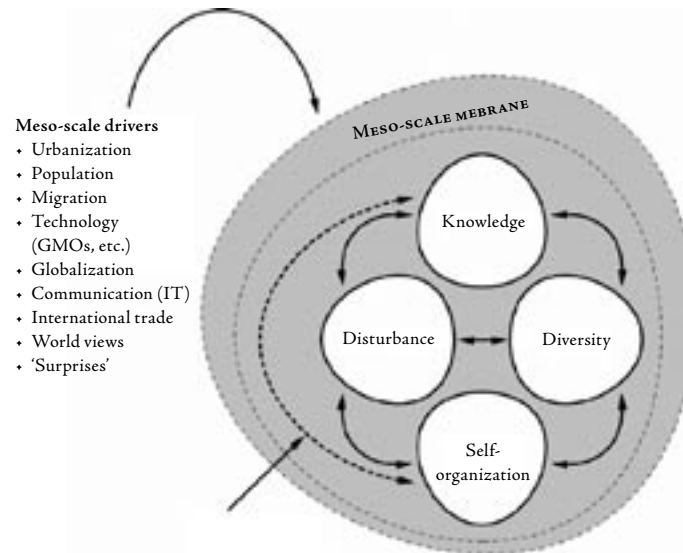 Meso-scale drivers
✦ Urbanization
✦ Population
✦ Migration
✦ Technology
(GMOs, etc.)
✦ Globalization
✦ Communication (IT)
✦ International trade
✦ World views
✦ ‘Surprises’
MESO-SCALE MEBRANE
Knowledge
Disturbance
Diversity
Self-
organization